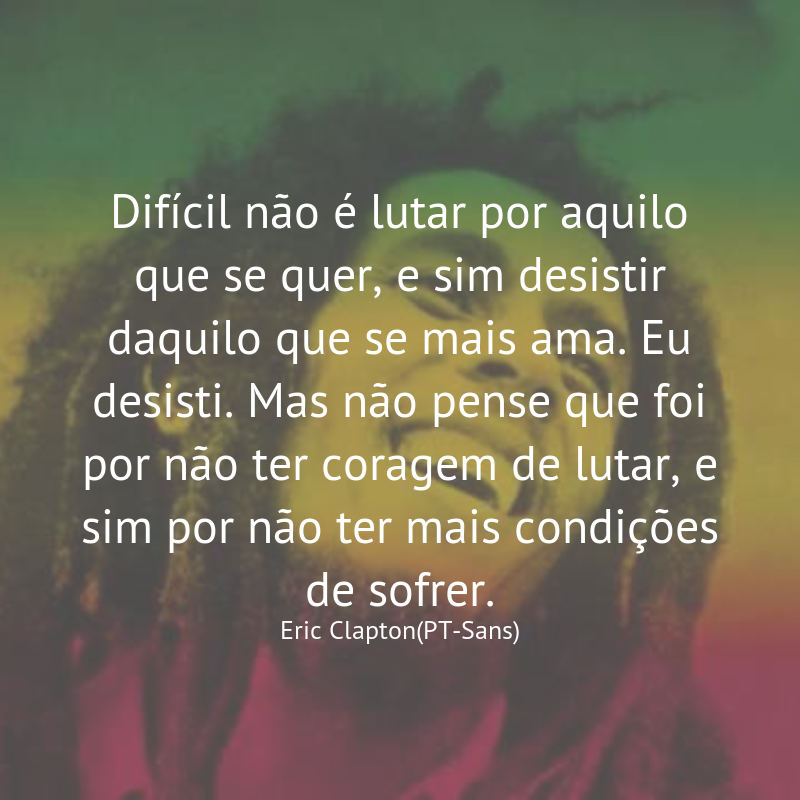 Difícil não é lutar por aquilo
que se quer, e sim desistir
daquilo que se mais ama. Eu
desisti. Mas não pense que foi
por não ter coragem de lutar, e
sim por não ter mais condições
de sofrer.
Eric Clapton(PT-Sans)